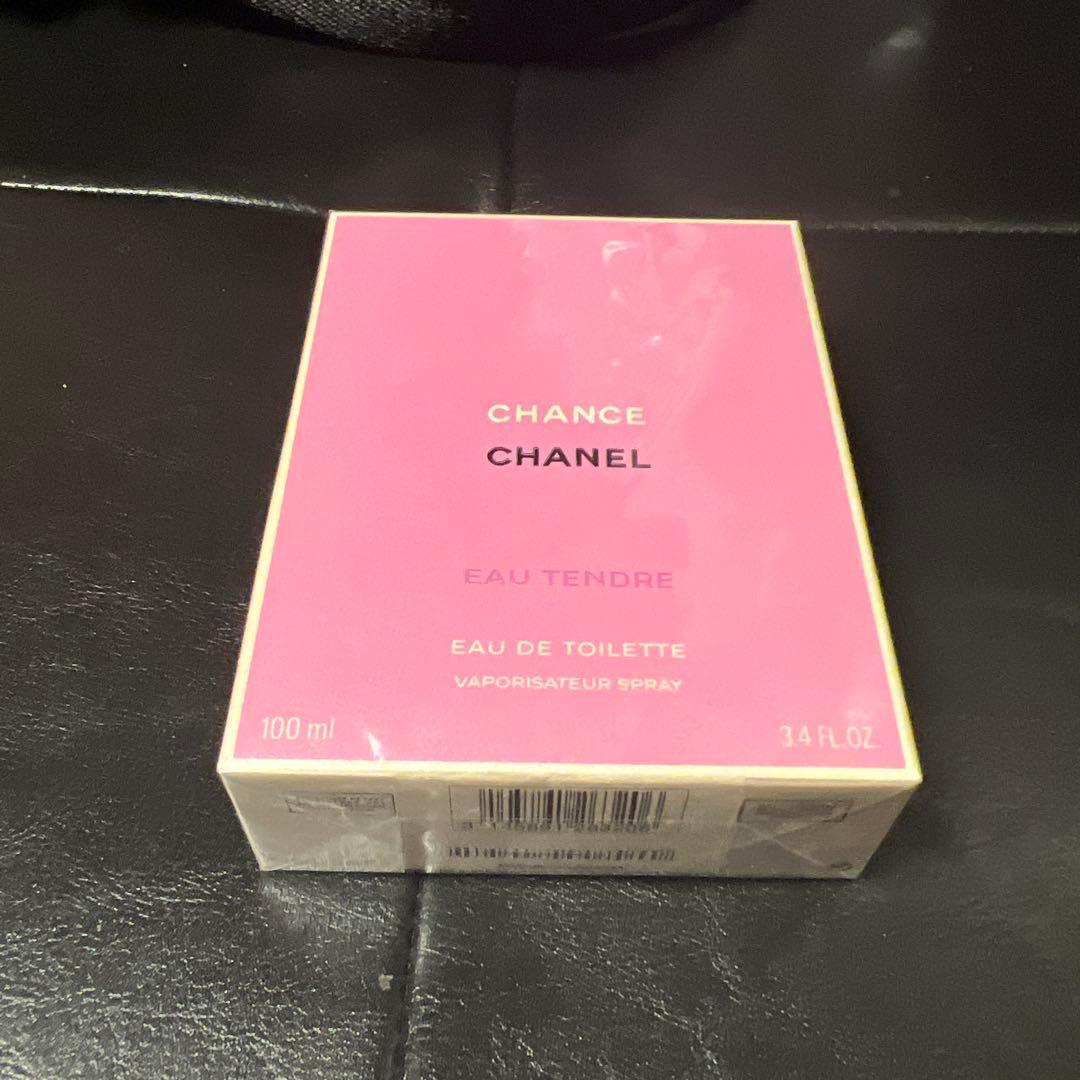 CHANCE
CHANEL
EAU TENDRE
EAU DE TOILETTE
VAPORISATEUR SPRAY
100 ml
3.4 FL.OZ.